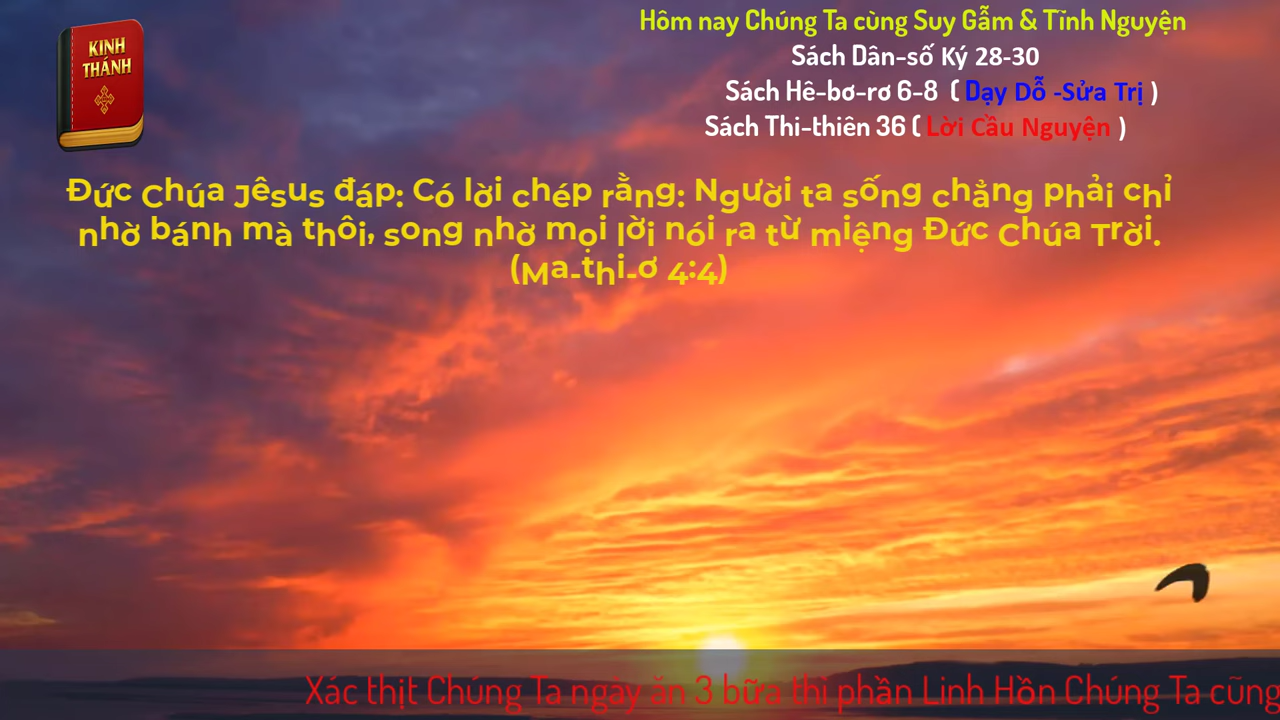 KINH
THÁNH
Hôm nay Chúng Ta cùng Suy Gẫm & Tĩnh Nguyện
Sách Dân-số Ký 28-30
Sách Hê-bơ-rơ 6-8 ( Dạy Dỗ -Sửa Trị )
Sách Thi-thiên 36 ( Lời Cầu Nguyện )
Đức Chúa Jêsus đáp: Có lời chép rằng: Người ta sống chẳng phải chỉ
nhờ bánh mà thôi, song nhờ mọi lời nói ra từ miệng Đức Chúa Trời.
(Ma-thi-ơ 4:4)
Xác thịt Chúng Ta ngày ăn 3 bữa thì phần Linh Hồn Chúng Ta cũng